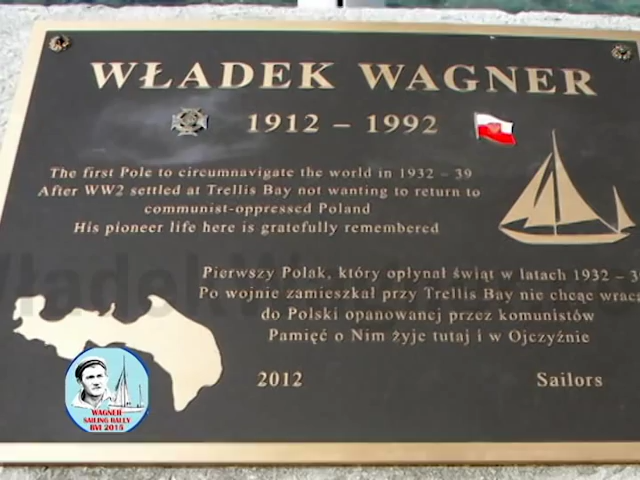 WŁADEK WAGNER
1912 – 1992
The first Pole to circumnavigate the world in 1932 – 39
After WW2 settled at Trellis Bay not wanting to return to
communist-oppressed Poland
His pioneer life here is gratefully remembered
Pierwszy Polak, który opłynął świat w latach 1932 – 3
Po wojnie zamieszkał przy Trellis Bay nie chcąc wraca
do Polski opanowanej przez komunistów
Pamięć o Nim żyje tutaj i w Ojczyźnie
2012 Sailors
WAGNER
SAILING RALLY
BVI 2015